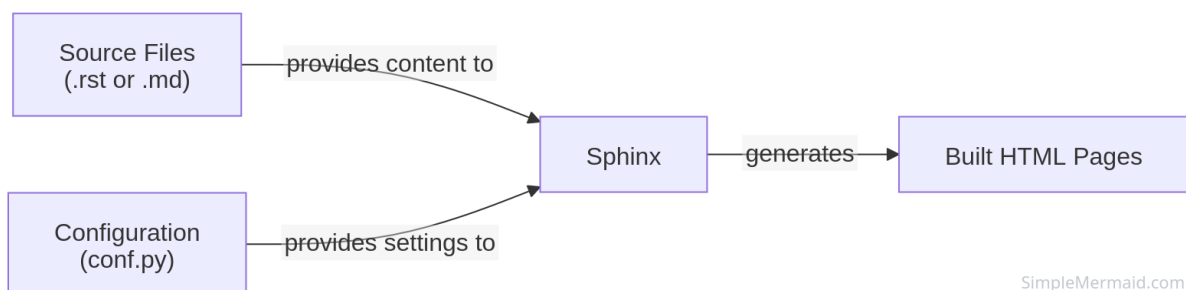 Source Files
(.rst or .md)
provides content to
Sphinx
generates
Built HTML Pages
Configuration
(conf.py)
provides settings to
SimpleMermaid.com